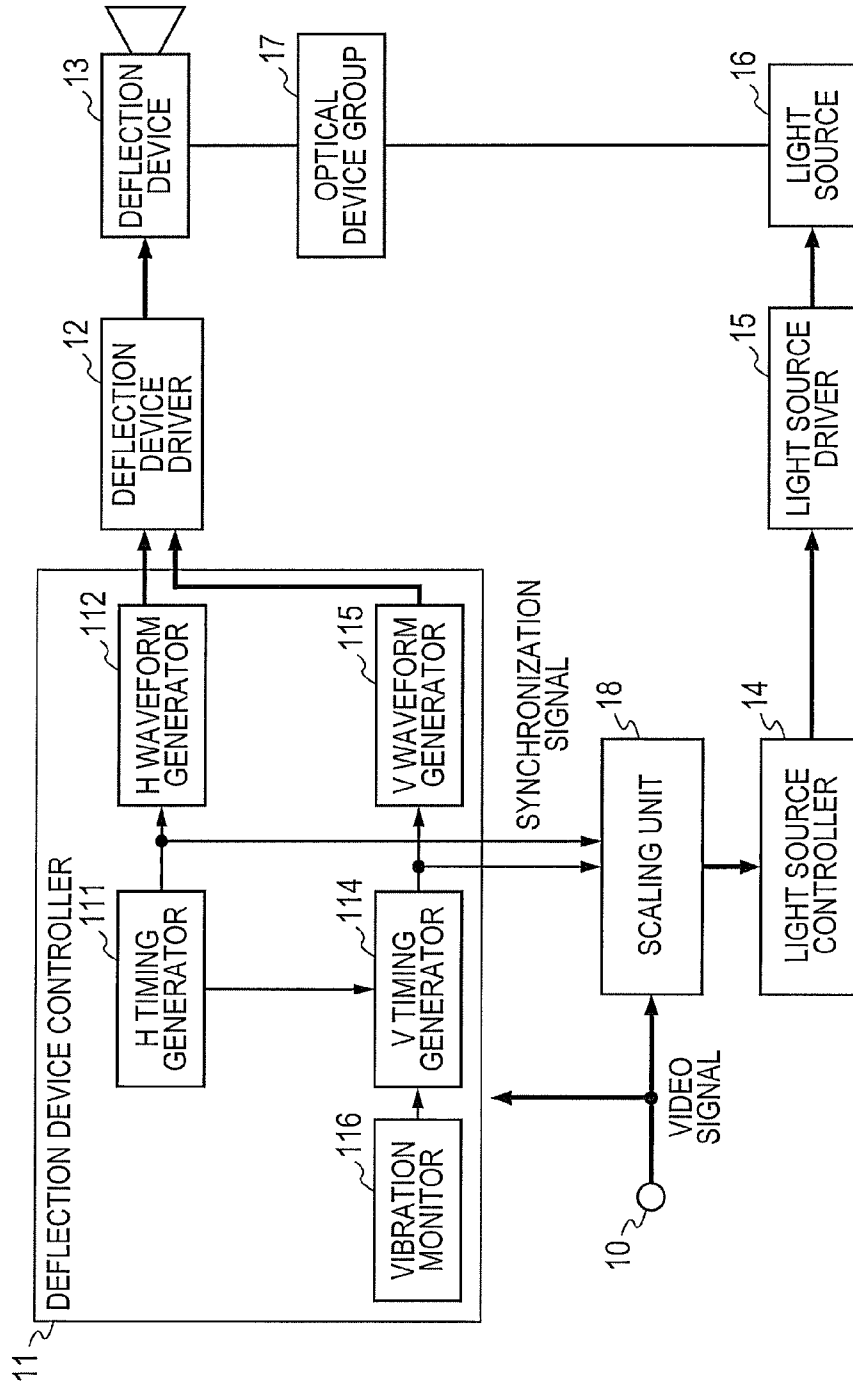 11
DEFLECTION DEVICE CONTROLLER
111
H TIMING
GENERATOR
112
H WAVEFORM
GENERATOR
116
VIBRATION
MONITOR
114
V TIMING
GENERATOR
115
V WAVEFORM
GENERATOR
12
DEFLECTION
DEVICE
DRIVER
13
DEFLECTION
DEVICE
17
OPTICAL
DEVICE GROUP
SYNCHRONIZATION
SIGNAL
10
VIDEO
SIGNAL
18
SCALING UNIT
14
LIGHT SOURCE
CONTROLLER
15
LIGHT SOURCE
DRIVER
16
LIGHT
SOURCE